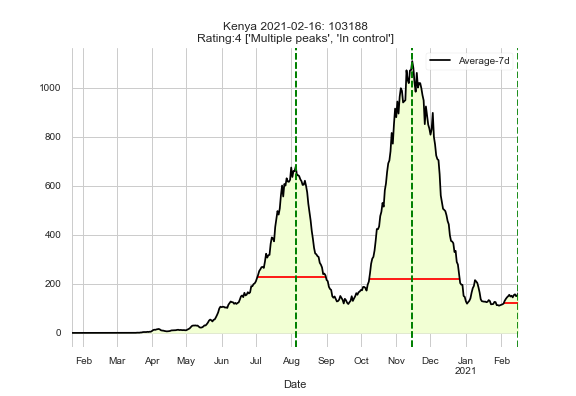 Kenya 2021-02-16: 103188
Rating:4 ['Multiple peaks', 'In control']
Average-7d
1000
800
600
400
200
0
Feb Mar Apr May Jun Jul Aug Sep Oct Nov Dec Jan Feb
2021
Date